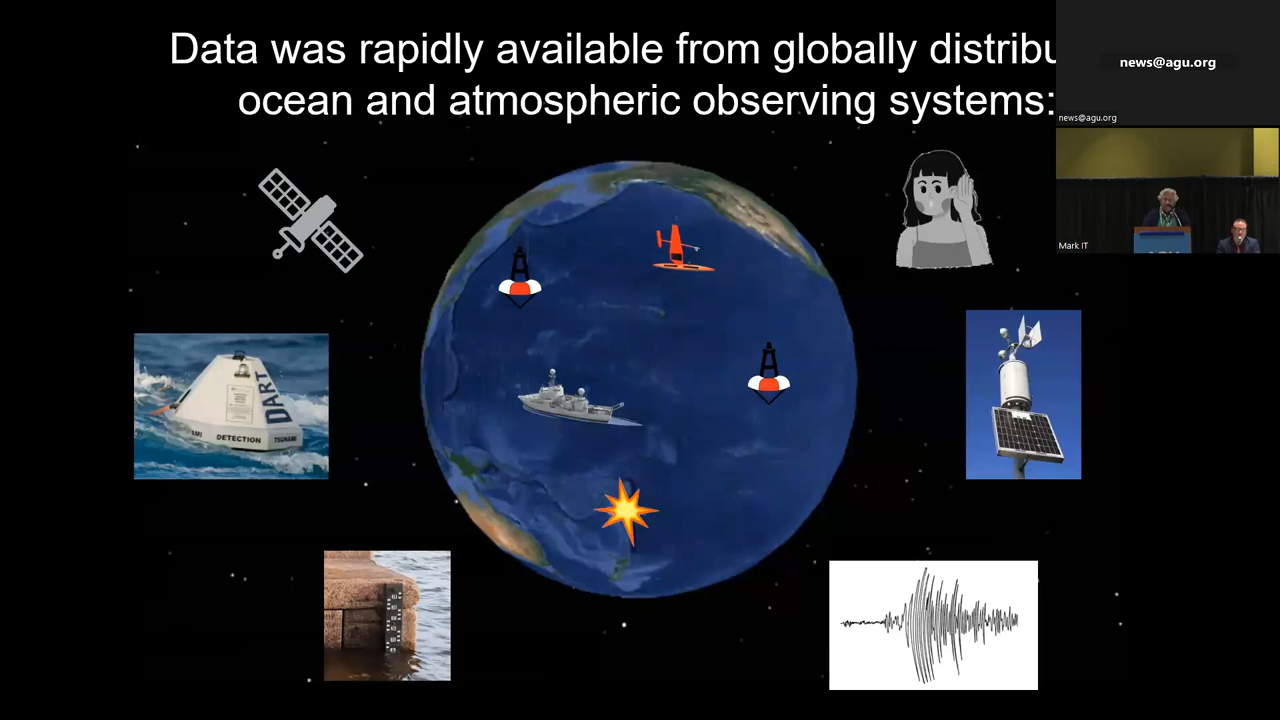 Data was rapidly available from globally distribu
ocean and atmospheric observing systems:
news@agu.org
news@agu.org
Mark IT
DART
DETECTION
TSUNAMI